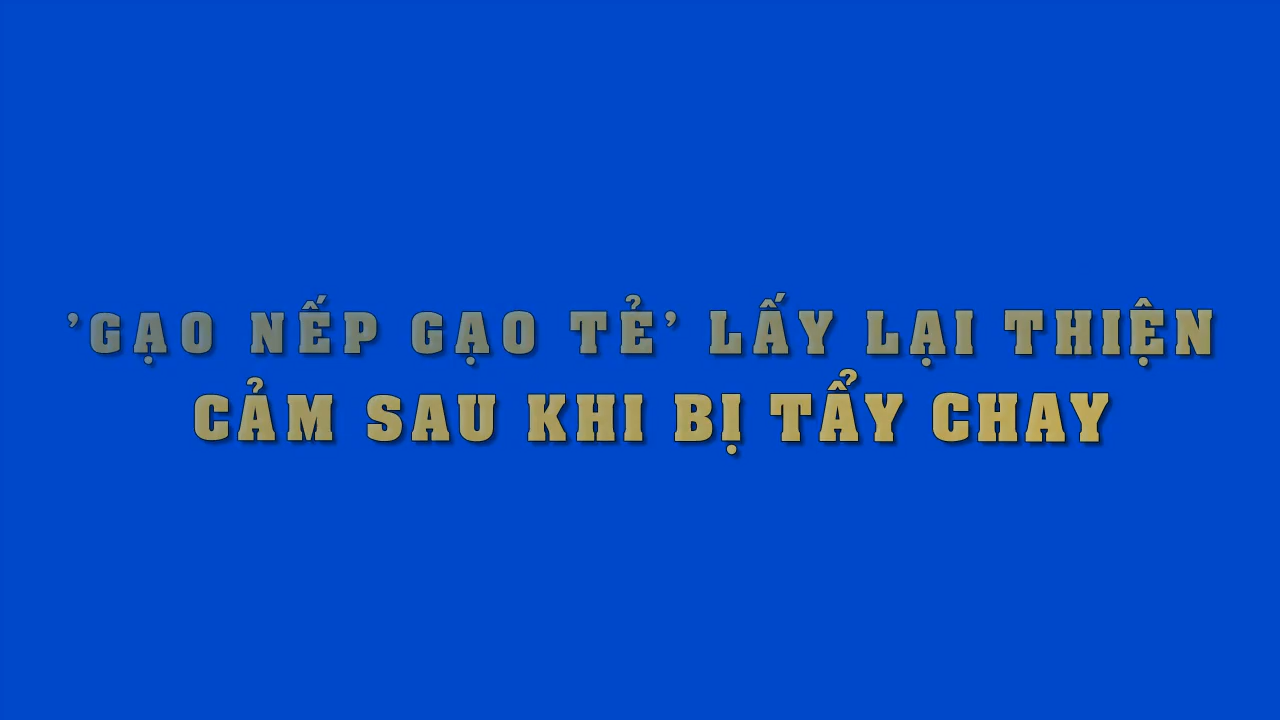 ’GẠO NẾP GẠO TẺ’ LẤY LẠI THIỆN
CẢM SAU KHI BỊ TẨY CHAY